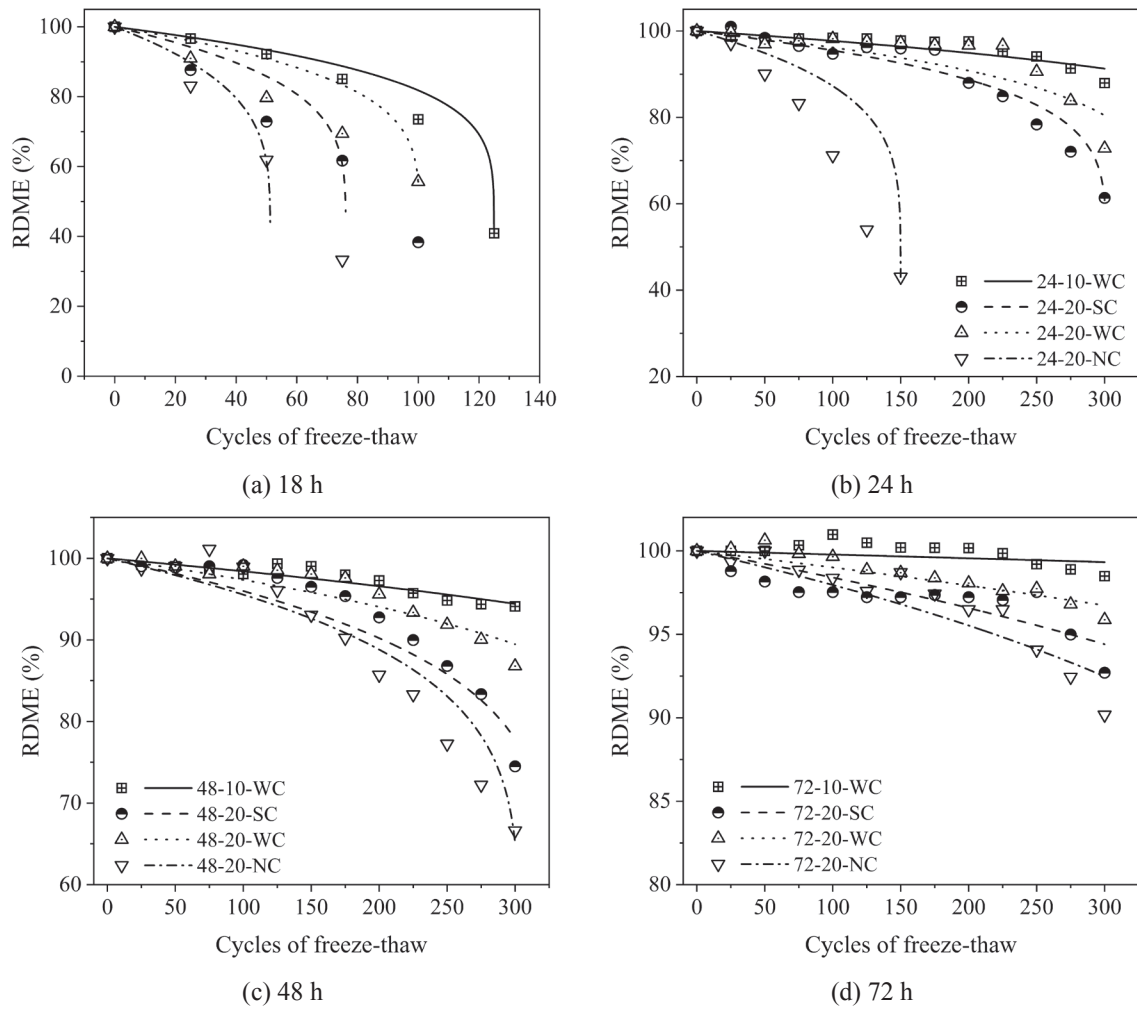 RDME (%)
100
80
60
40
20
0
0 20 40 60 80 100 120 140
Cycles of freeze-thaw
(a) 18 h
RDME (%)
100
80
60
40
20
24-10-WC
24-20-SC
24-20-WC
24-20-NC
0 50 100 150 200 250 300
Cycles of freeze-thaw
(b) 24 h
RDME (%)
100
90
80
70
60
48-10-WC
48-20-SC
48-20-WC
48-20-NC
0 50 100 150 200 250 300
Cycles of freeze-thaw
(c) 48 h
RDME (%)
100
95
90
85
80
72-10-WC
72-20-SC
72-20-WC
72-20-NC
0 50 100 150 200 250 300
Cycles of freeze-thaw
(d) 72 h